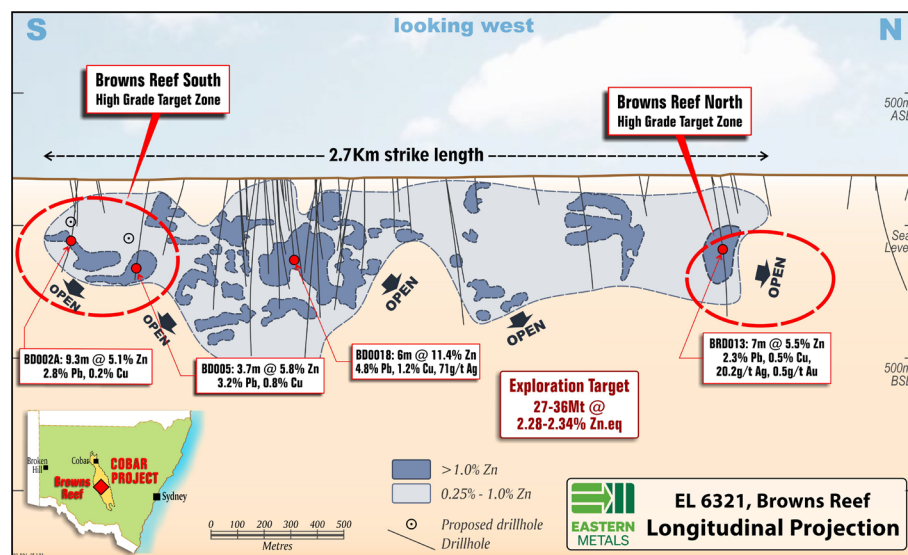 S
looking west
N
Browns Reef South
High Grade Target Zone
Browns Reef North
High Grade Target Zone
500m
ASL
2.7Km strike length
Sea
Level
OPEN
OPEN
OPEN
OPEN
OPEN
BD002A: 9.3m @ 5.1% Zn
2.8% Pb, 0.2% Cu
BD005: 3.7m @ 5.8% Zn
3.2% Pb, 0.8% Cu
BD0018: 6m @ 11.4% Zn
4.8% Pb, 1.2% Cu, 71g/t Ag
BRD013: 7m @ 5.5% Zn
2.3% Pb, 0.5% Cu,
20.2g/t Ag, 0.5g/t Au
500m
BSL
Exploration Target
27-36Mt @
2.28-2.34% Zn.eq
Broken
Hill
Cobar
COBAR
PROJECT
Browns
Reef
Sydney
>1.0% Zn
0.25% - 1.0% Zn
Proposed drillhole
Drillhole
0 100 200 300 400 500
Metres
EASTERN
METALS
EL 6321, Browns Reef
Longitudinal Projection